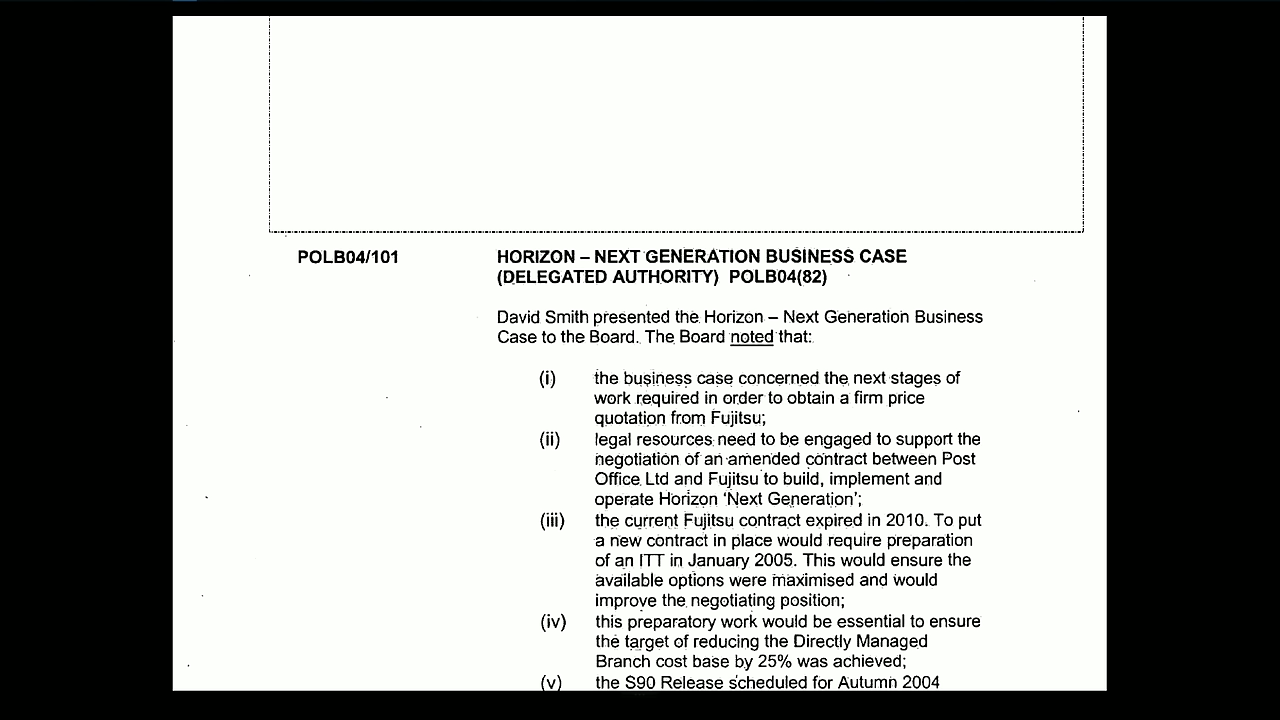 POLB04/101
HORIZON – NEXT GENERATION BUSINESS CASE
(DELEGATED AUTHORITY) POLB04(82)
David Smith presented the Horizon – Next Generation Business
Case to the Board. The Board noted that:
(i) the business case concerned the next stages of
work required in order to obtain a firm price
quotation from Fujitsu;
(ii) legal resources need to be engaged to support the
negotiation of an amended contract between Post
Office Ltd and Fujitsu to build, implement and
operate Horizon ‘Next Generation’;
(iii) the current Fujitsu contract expired in 2010. To put
a new contract in place would require preparation
of an ITT in January 2005. This would ensure the
available options were maximised and would
improve the negotiating position;
(iv) this preparatory work would be essential to ensure
the target of reducing the Directly Managed
Branch cost base by 25% was achieved;
(v) the S90 Release scheduled for Autumn 2004